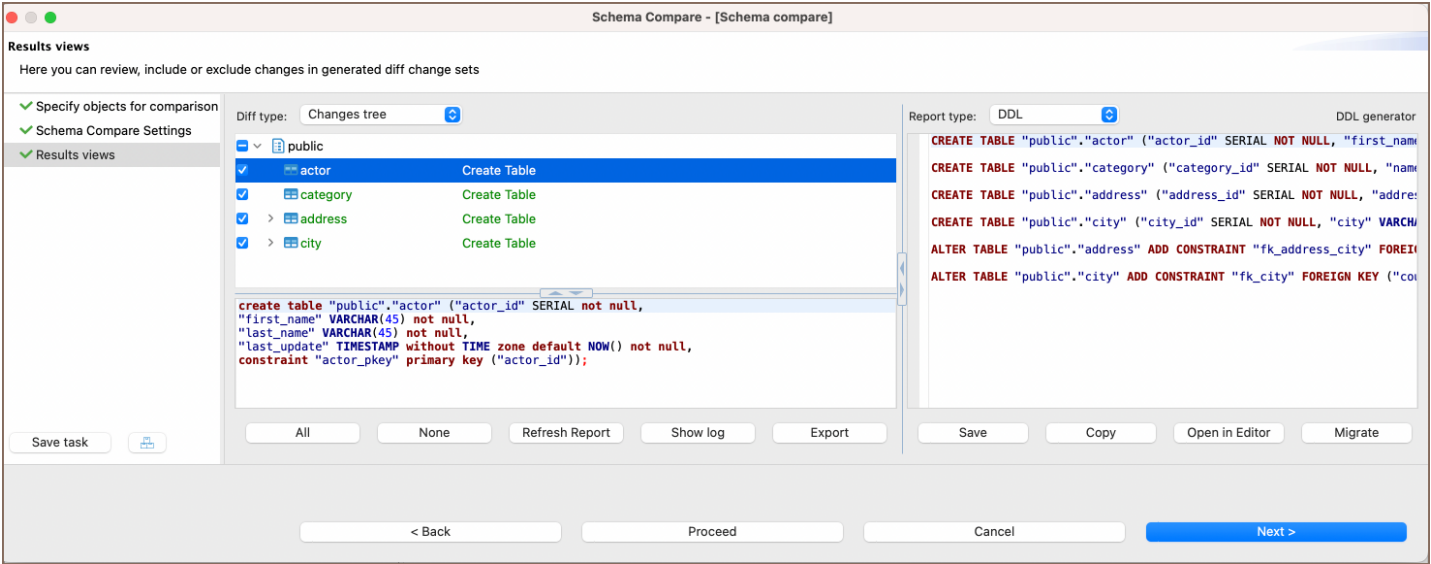 Schema Compare - [Schema compare]
Results views
Here you can review, include or exclude changes in generated diff change sets
Specify objects for comparison
Schema Compare Settings
Results views
Save task
Diff type: Changes tree
public
actor Create Table
category Create Table
address Create Table
city Create Table
create table "public"."actor" ("actor_id" SERIAL not null,
"first_name" VARCHAR(45) not null,
"last_name" VARCHAR(45) not null,
"last_update" TIMESTAMP without TIME zone default NOW() not null,
constraint "actor_pkey" primary key ("actor_id"));
All None Refresh Report Show log Export
Report type: DDL DDL generator
CREATE TABLE "public"."actor" ("actor_id" SERIAL NOT NULL, "first_name
CREATE TABLE "public"."category" ("category_id" SERIAL NOT NULL, "name
CREATE TABLE "public"."address" ("address_id" SERIAL NOT NULL, "addres
CREATE TABLE "public"."city" ("city_id" SERIAL NOT NULL, "city" VARCHA
ALTER TABLE "public"."address" ADD CONSTRAINT "fk_address_city" FOREIG
ALTER TABLE "public"."city" ADD CONSTRAINT "fk_city" FOREIGN KEY ("cou
Save Copy Open in Editor Migrate
< Back Proceed Cancel Next >